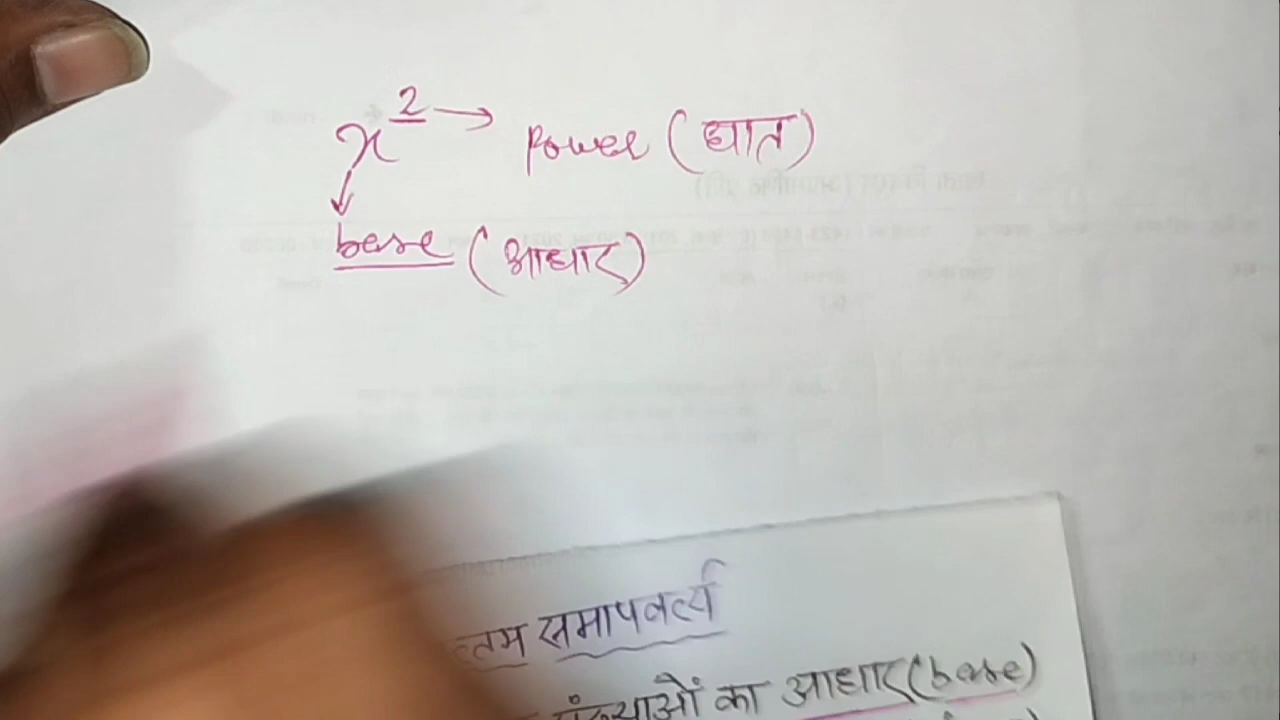 x² → Power (घात)
↓
base (आधार)
समापवर्त्य
संख्याओं का आधार (base)